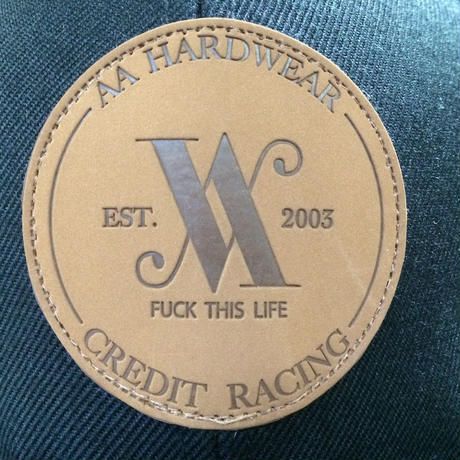 AA HARDWEAR
EST. 2003
FUCK THIS LIFE
CREDIT RACING